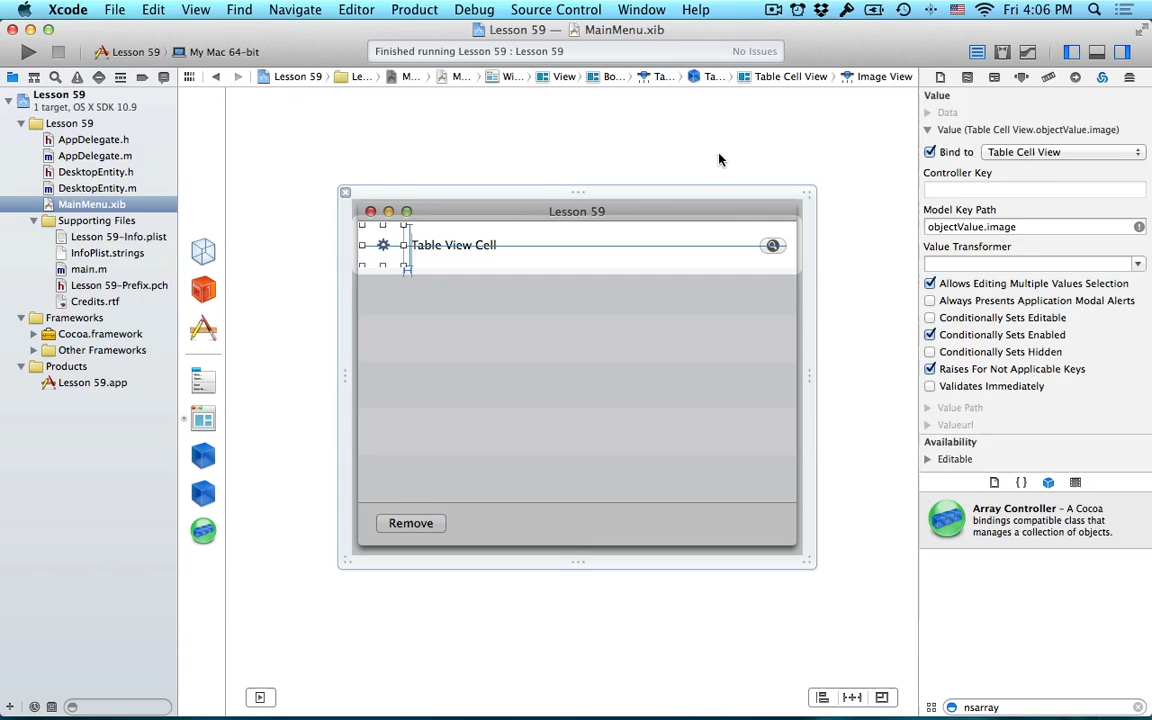 Xcode File Edit View Find Navigate Editor Product Debug Source Control Window Help Fri 4:06 PM
Lesson 59 — MainMenu.xib
Lesson 59 〉 My Mac 64-bit
Finished running Lesson 59 : Lesson 59 No Issues
Lesson 59 Le... M... M... Wi... View Bo... Ta... Ta... Table Cell View Image View
Lesson 59
1 target, OS X SDK 10.9
Lesson 59
AppDelegate.h
AppDelegate.m
DesktopEntity.h
DesktopEntity.m
MainMenu.xib
Supporting Files
Lesson 59-Info.plist
InfoPlist.strings
main.m
Lesson 59-Prefix.pch
Credits.rtf
Frameworks
Cocoa.framework
Other Frameworks
Products
Lesson 59.app
Lesson 59
Table View Cell
Remove
Value
Data
Value (Table Cell View.objectValue.image)
Bind to Table Cell View
Controller Key
Model Key Path
objectValue.image
Value Transformer
Allows Editing Multiple Values Selection
Always Presents Application Modal Alerts
Conditionally Sets Editable
Conditionally Sets Enabled
Conditionally Sets Hidden
Raises For Not Applicable Keys
Validates Immediately
Value Path
Valueurl
Availability
Editable
Array Controller - A Cocoa
bindings compatible class that
manages a collection of objects.
nsarray